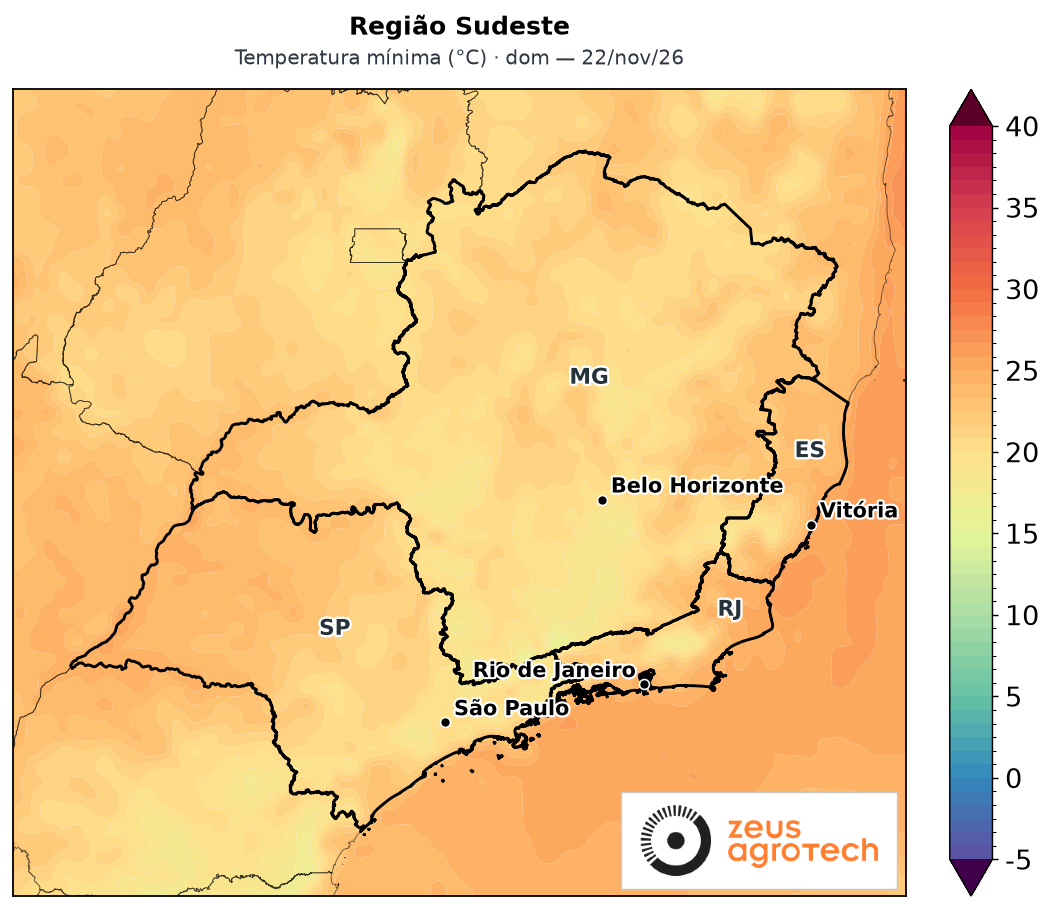 Região Sudeste
Temperatura mínima (°C) · dom — 22/nov/26
40
35
30
25
20
15
10
5
0
-5
MG
ES
Belo Horizonte
Vitória
RJ
SP
Rio de Janeiro
São Paulo
zeus
agrotech